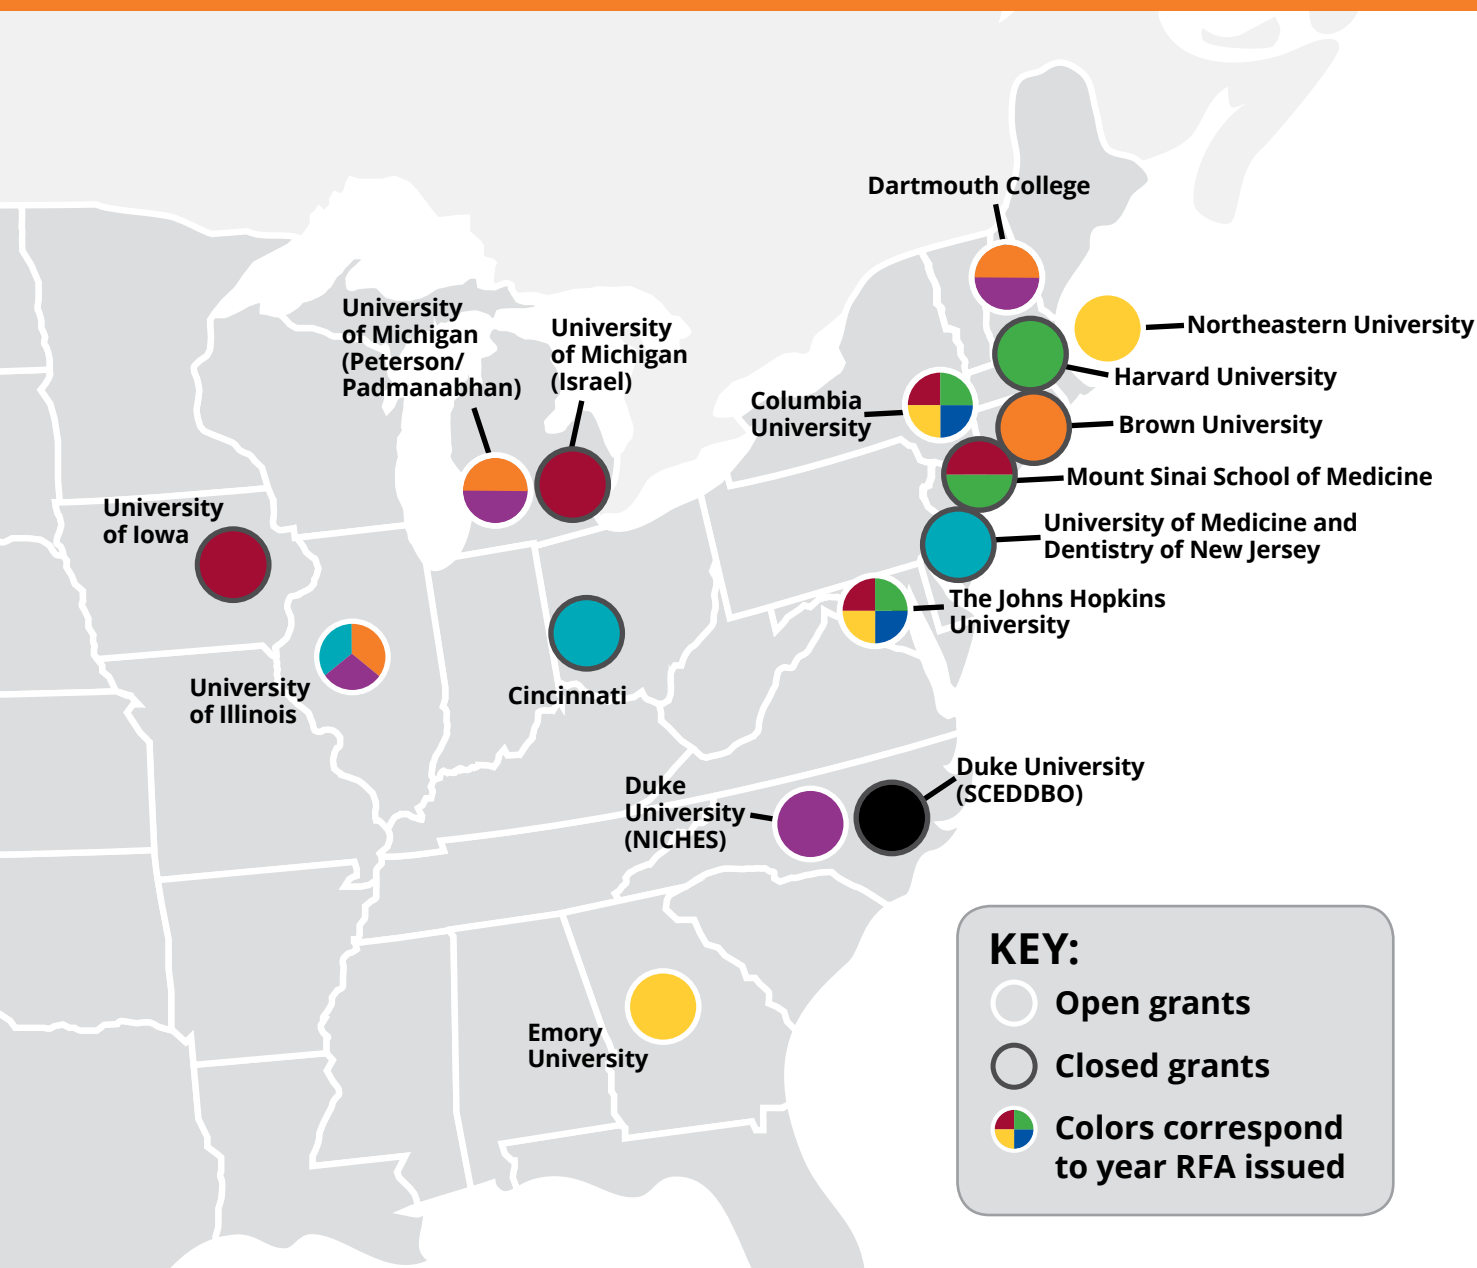 Dartmouth College
University
of Michigan
(Peterson/
Padmanabhan)
University
of Michigan
(Israel)
Northeastern University
Harvard University
Columbia
University
Brown University
Mount Sinai School of Medicine
University
of Iowa
University of Medicine and
Dentistry of New Jersey
The Johns Hopkins
University
University
of Illinois
Cincinnati
Duke
University
(NICHES)
Duke University
(SCEDDBO)
Emory
University
KEY:
Open grants
Closed grants
Colors correspond
to year RFA issued